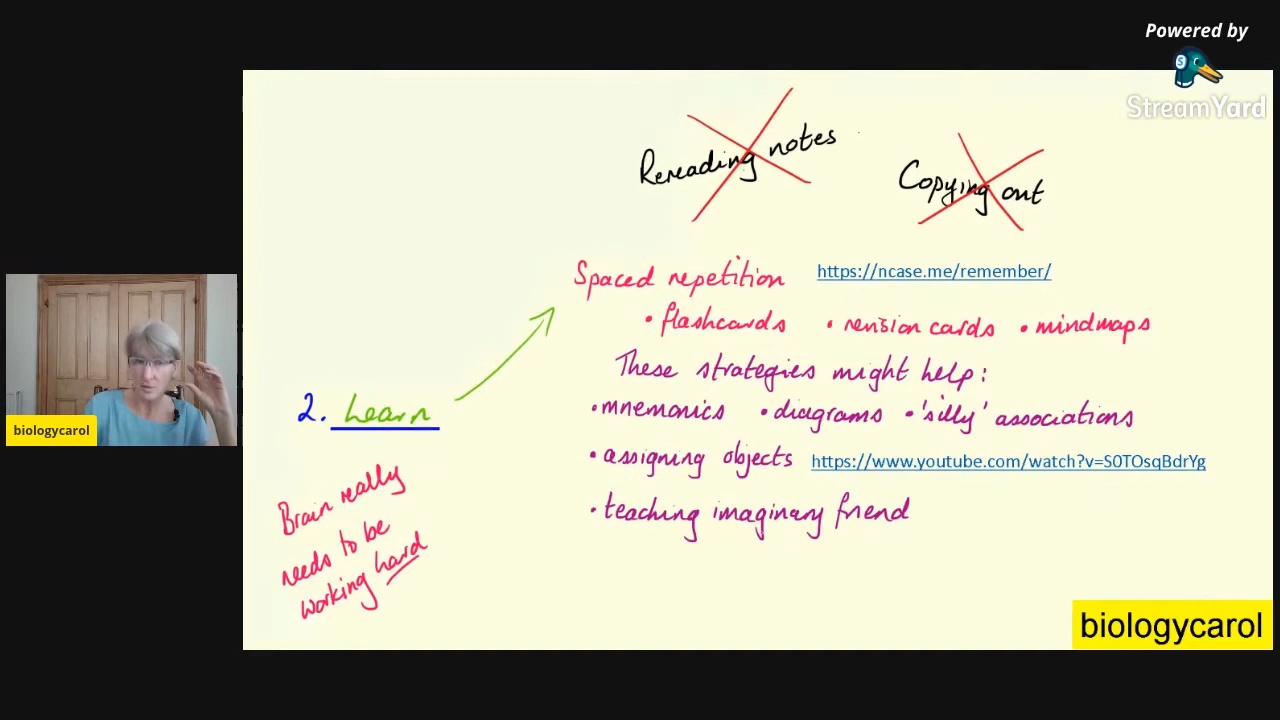 Powered by
StreamYard
Rereading notes
Copying out
Spaced repetition https://ncase.me/remember/
• flashcards • revision cards • mindmaps
These strategies might help:
• mnemonics • diagrams • 'silly' associations
• assigning objects https://www.youtube.com/watch?v=S0TOsqBdrYg
• teaching imaginary friend
2. Learn
Brain really
needs to be
working hard
biologycarol
biologycarol